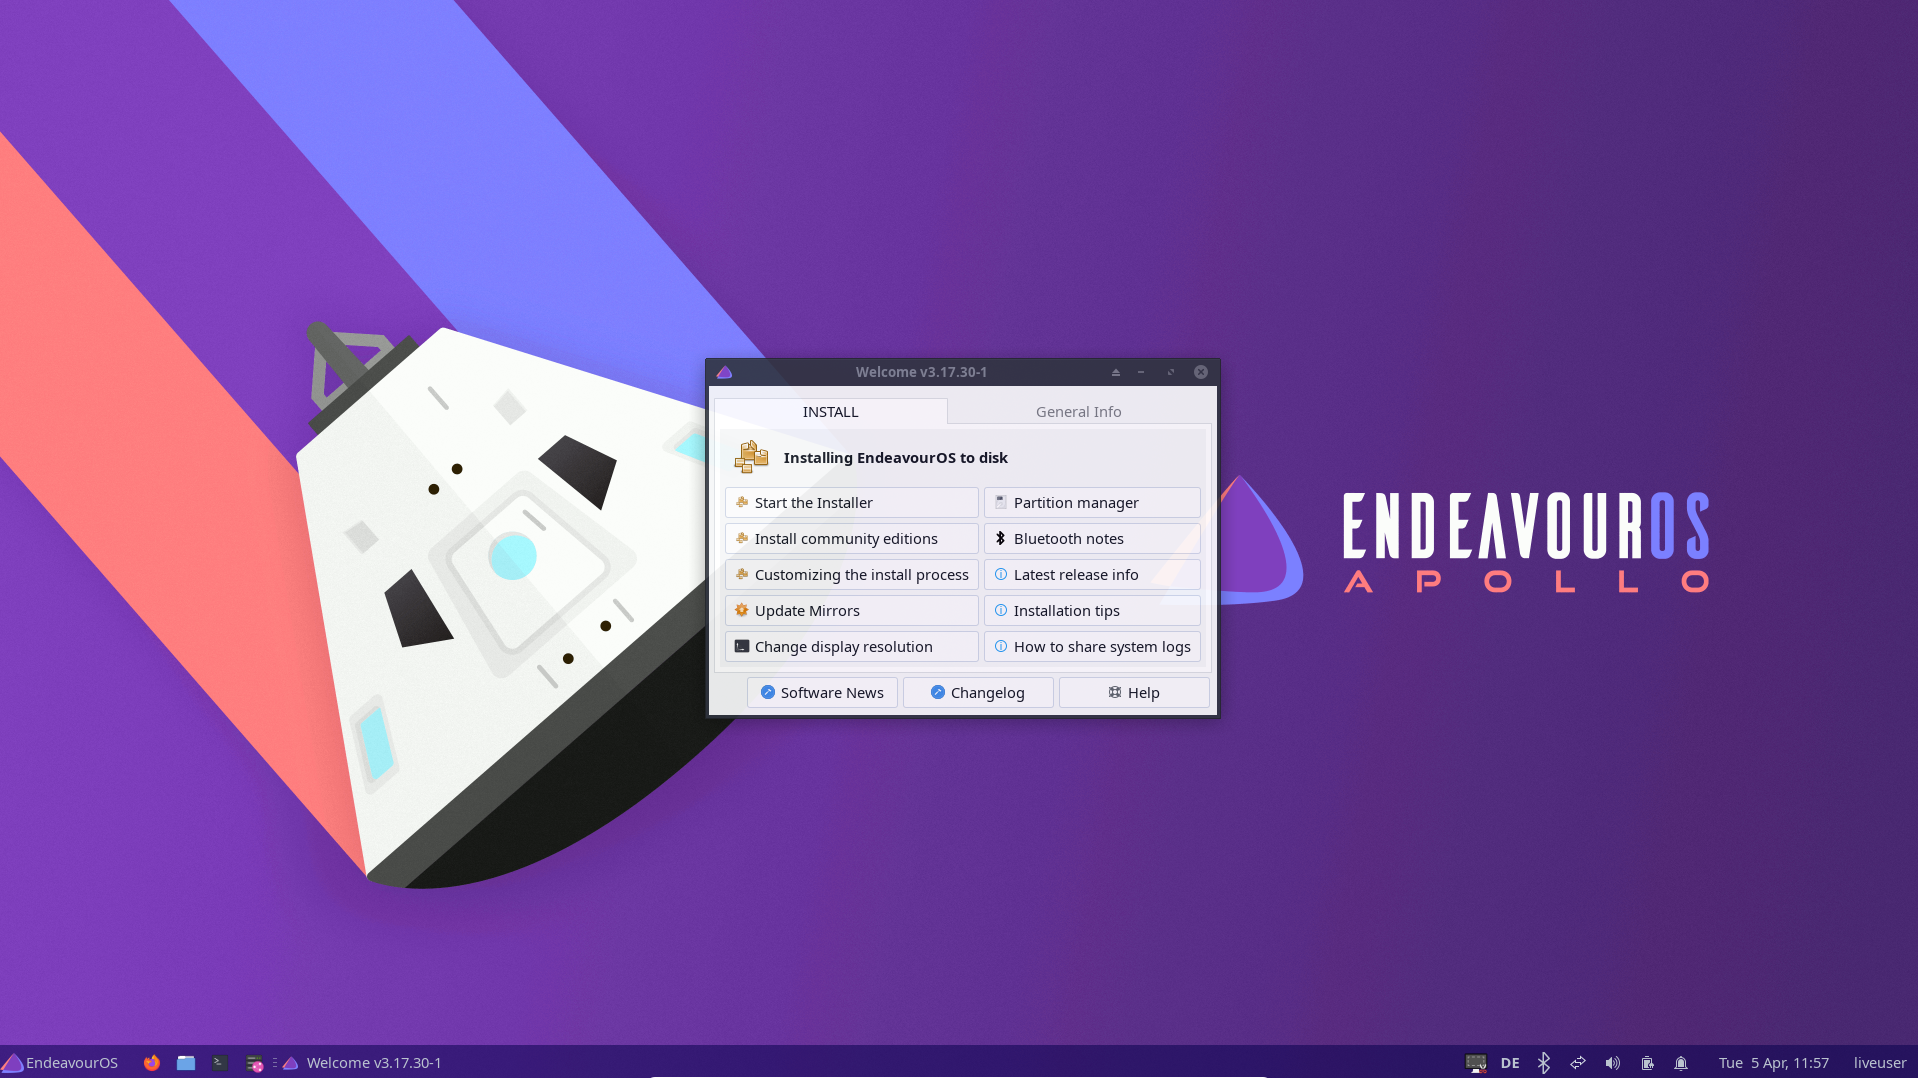 Welcome v3.17.30-1
INSTALL
General Info
Installing EndeavourOS to disk
Start the Installer
Partition manager
Install community editions
Bluetooth notes
Customizing the install process
Latest release info
Update Mirrors
Installation tips
Change display resolution
How to share system logs
Software News
Changelog
Help
ENDEAVOUROS
APOLLO
EndeavourOS
Welcome v3.17.30-1
DE
Tue 5 Apr, 11:57
liveuser